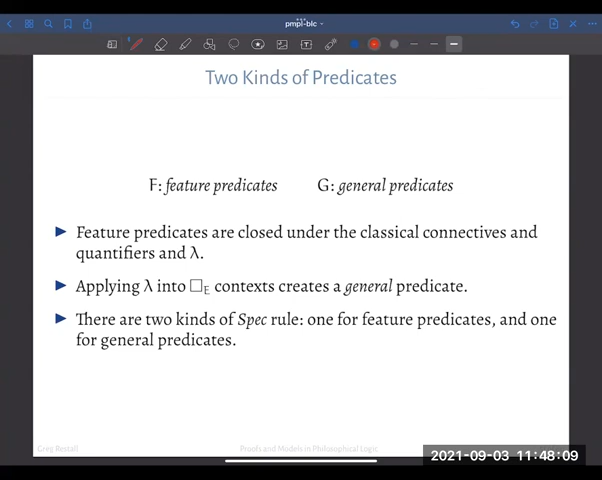 pmpl-blc
Two Kinds of Predicates
F: feature predicates G: general predicates
▶ Feature predicates are closed under the classical connectives and
quantifiers and λ.
▶ Applying λ into □E contexts creates a general predicate.
▶ There are two kinds of Spec rule: one for feature predicates, and one
for general predicates.
Greg Restall
Proofs and Models in Philosophical Logic
2021-09-03 11:48:09